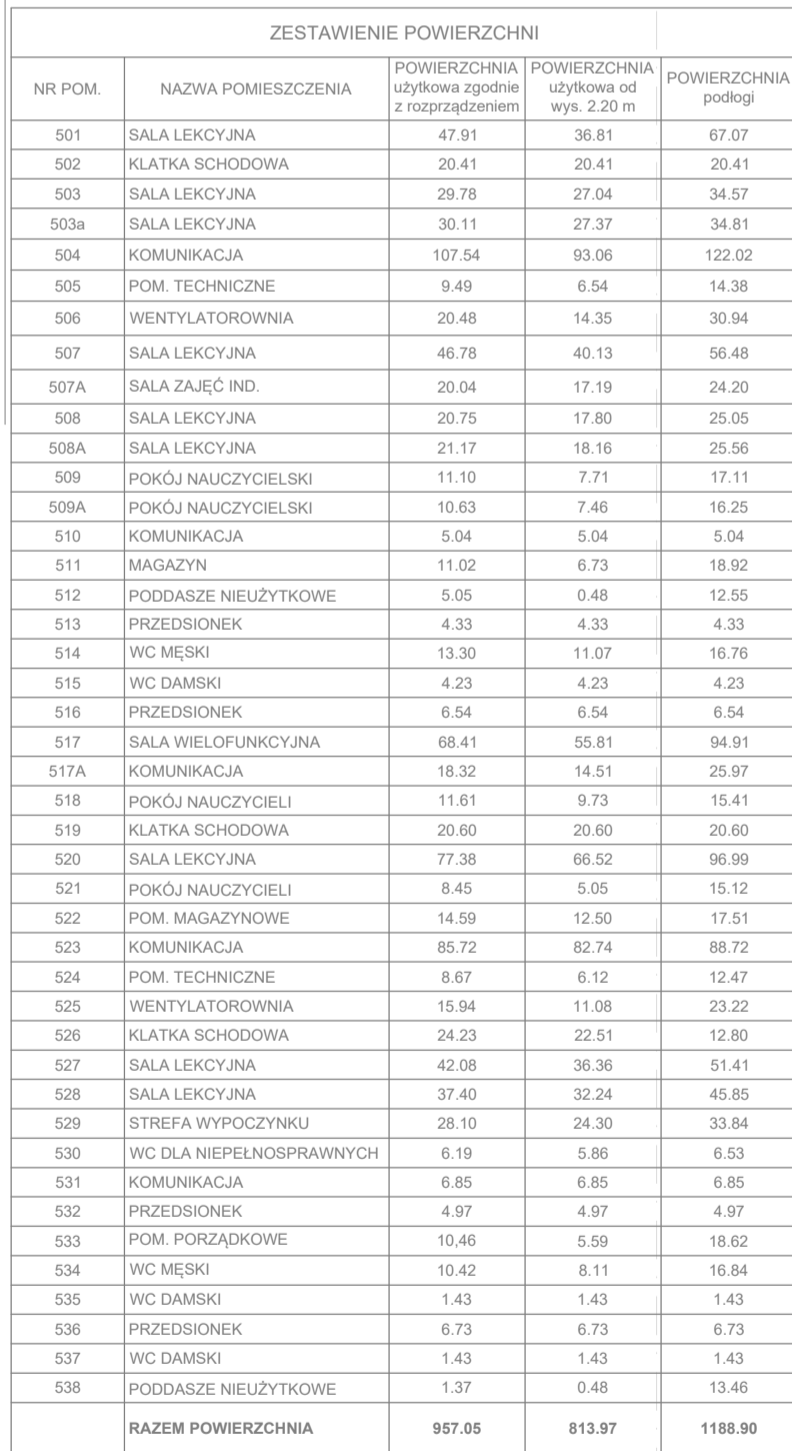 ZESTAWIENIE POWIERZCHNI
NR POM. NAZWA POMIESZCZENIA POWIERZCHNIA użytkowa zgodnie z rozprządzeniem POWIERZCHNIA użytkowa od wys. 2.20 m POWIERZCHNIA podłogi
501 SALA LEKCYJNA 47.91 36.81 67.07
502 KLATKA SCHODOWA 20.41 20.41 20.41
503 SALA LEKCYJNA 29.78 27.04 34.57
503a SALA LEKCYJNA 30.11 27.37 34.81
504 KOMUNIKACJA 107.54 93.06 122.02
505 POM. TECHNICZNE 9.49 6.54 14.38
506 WENTYLATOROWNIA 20.48 14.35 30.94
507 SALA LEKCYJNA 46.78 40.13 56.48
507A SALA ZAJĘĆ IND. 20.04 17.19 24.20
508 SALA LEKCYJNA 20.75 17.80 25.05
508A SALA LEKCYJNA 21.17 18.16 25.56
509 POKÓJ NAUCZYCIELSKI 11.10 7.71 17.11
509A POKÓJ NAUCZYCIELSKI 10.63 7.46 16.25
510 KOMUNIKACJA 5.04 5.04 5.04
511 MAGAZYN 11.02 6.73 18.92
512 PODDASZE NIEUŻYTKOWE 5.05 0.48 12.55
513 PRZEDSIONEK 4.33 4.33 4.33
514 WC MĘSKI 13.30 11.07 16.76
515 WC DAMSKI 4.23 4.23 4.23
516 PRZEDSIONEK 6.54 6.54 6.54
517 SALA WIELOFUNKCYJNA 68.41 55.81 94.91
517A KOMUNIKACJA 18.32 14.51 25.97
518 POKÓJ NAUCZYCIELI 11.61 9.73 15.41
519 KLATKA SCHODOWA 20.60 20.60 20.60
520 SALA LEKCYJNA 77.38 66.52 96.99
521 POKÓJ NAUCZYCIELI 8.45 5.05 15.12
522 POM. MAGAZYNOWE 14.59 12.50 17.51
523 KOMUNIKACJA 85.72 82.74 88.72
524 POM. TECHNICZNE 8.67 6.12 12.47
525 WENTYLATOROWNIA 15.94 11.08 23.22
526 KLATKA SCHODOWA 24.23 22.51 12.80
527 SALA LEKCYJNA 42.08 36.36 51.41
528 SALA LEKCYJNA 37.40 32.24 45.85
529 STREFA WYPOCZYNKU 28.10 24.30 33.84
530 WC DLA NIEPEŁNOSPRAWNYCH 6.19 5.86 6.53
531 KOMUNIKACJA 6.85 6.85 6.85
532 PRZEDSIONEK 4.97 4.97 4.97
533 POM. PORZĄDKOWE 10,46 5.59 18.62
534 WC MĘSKI 10.42 8.11 16.84
535 WC DAMSKI 1.43 1.43 1.43
536 PRZEDSIONEK 6.73 6.73 6.73
537 WC DAMSKI 1.43 1.43 1.43
538 PODDASZE NIEUŻYTKOWE 1.37 0.48 13.46
RAZEM POWIERZCHNIA 957.05 813.97 1188.90